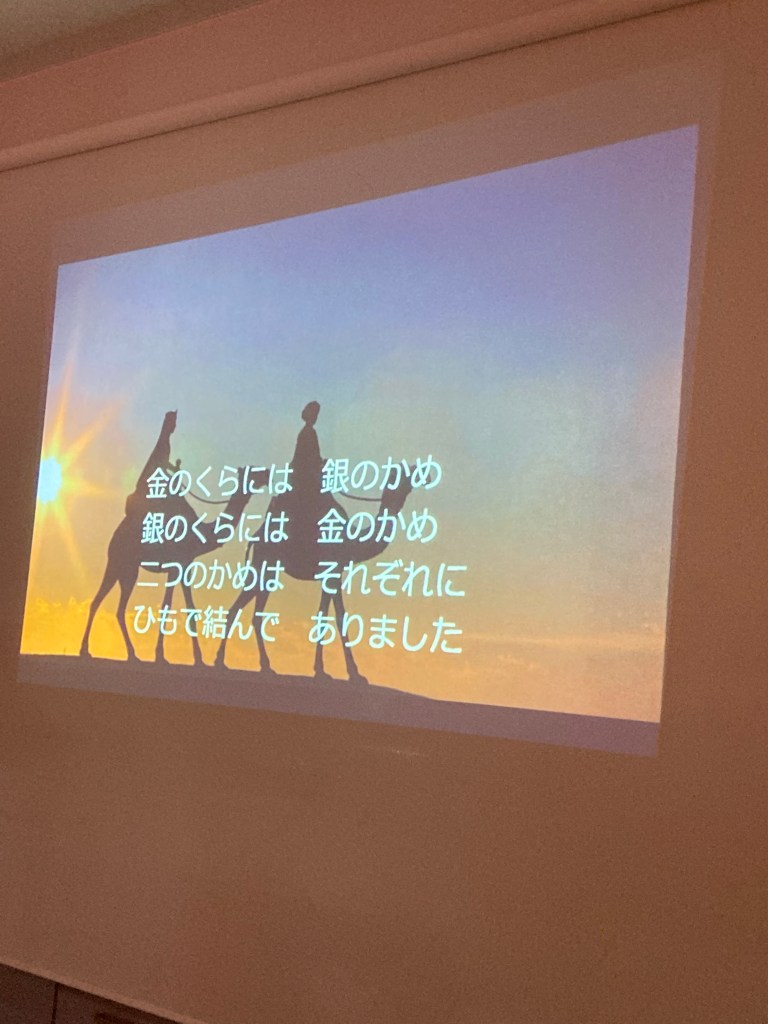 金のくらには　銀のかめ
銀のくらには　金のかめ
二つのかめは　それぞれに
ひもで結んで　ありました